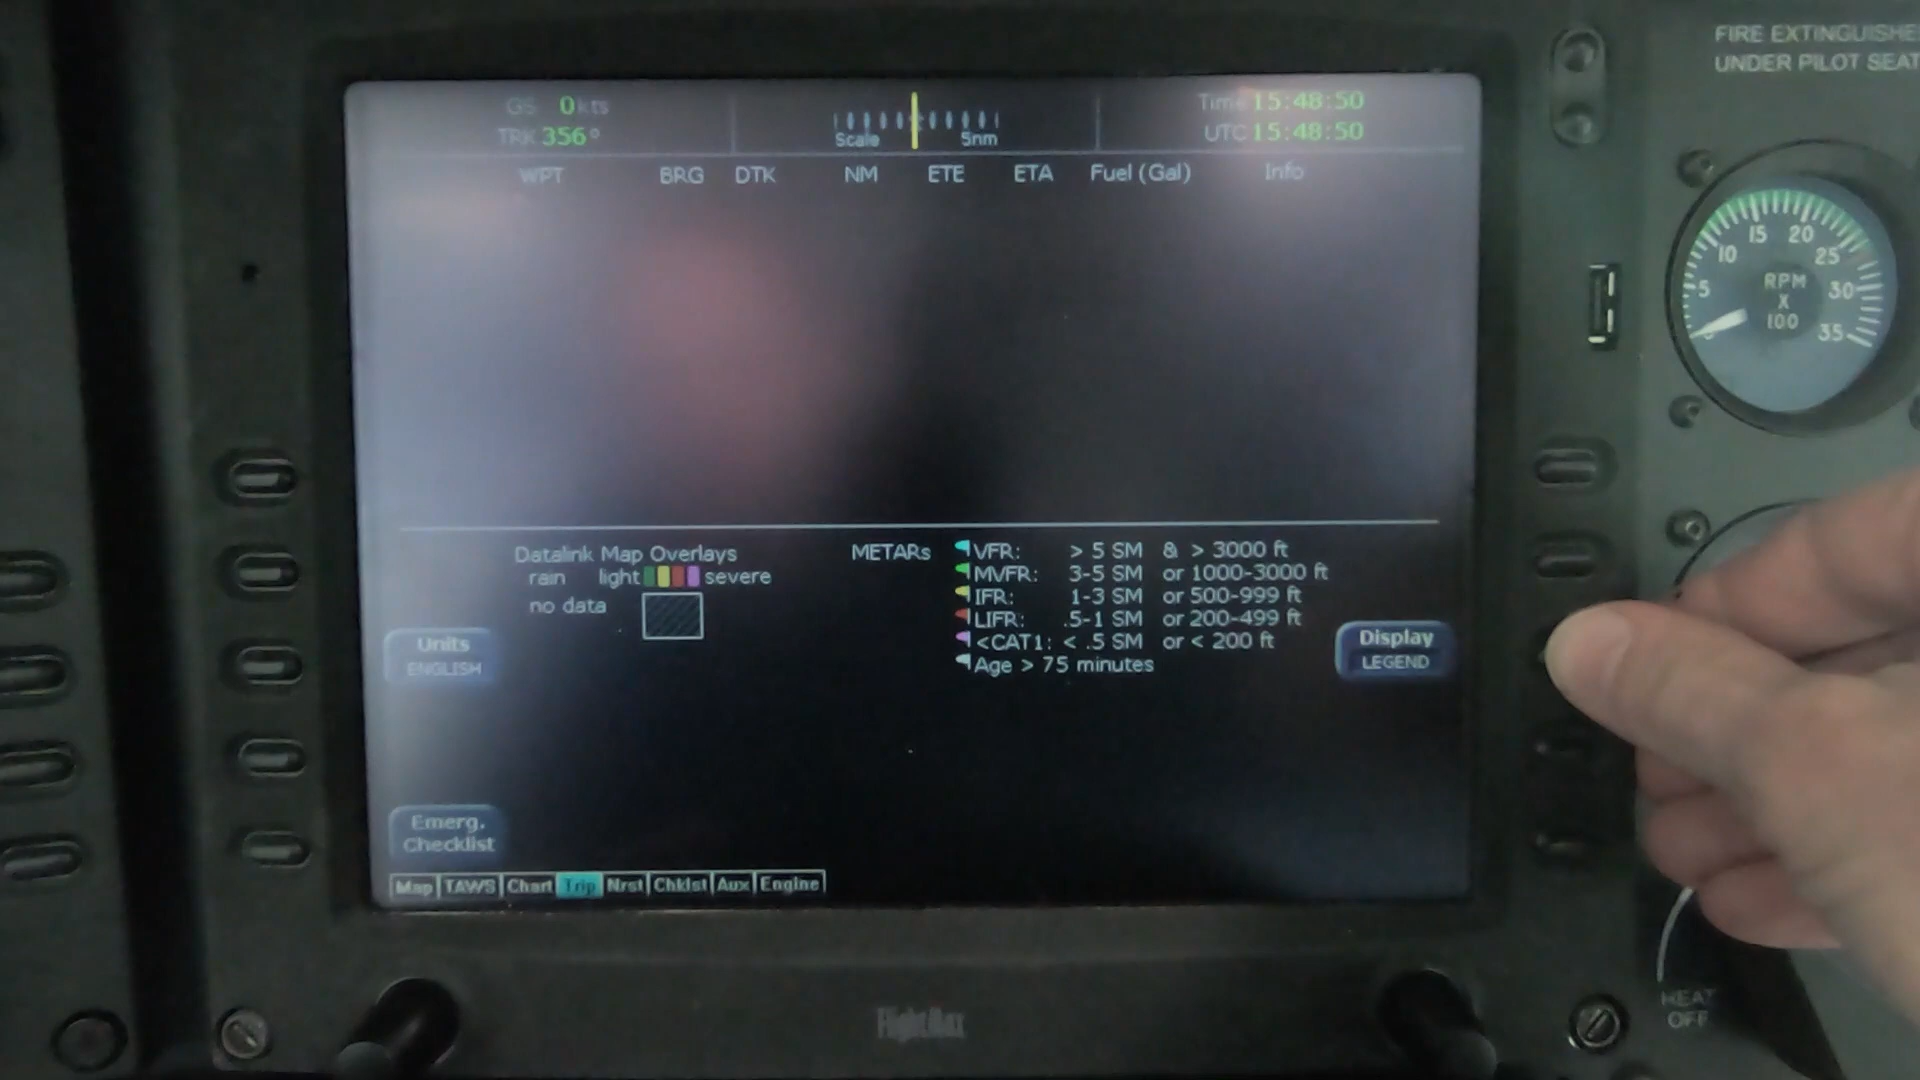 FIRE EXTINGUISHE
UNDER PILOT SEAT
GS 0kts
TRK 356°
Scale 5nm
Time 15:48:50
UTC 15:48:50
WPT BRG DTK NM ETE ETA Fuel (Gal) Info
5 10 15 20 25 30 35
RPM
X
100
Datalink Map Overlays
rain light severe
no data
METARs
VFR: > 5 SM & > 3000 ft
MVFR: 3-5 SM or 1000-3000 ft
IFR: 1-3 SM or 500-999 ft
LIFR: .5-1 SM or 200-499 ft
<CAT1: < .5 SM or < 200 ft
Age > 75 minutes
Units
ENGLISH
Display
LEGEND
Emerg.
Checklist
Map TAWS Chart Trip Nrst Chklst Aux Engine
FlightMax
HEAT
OFF